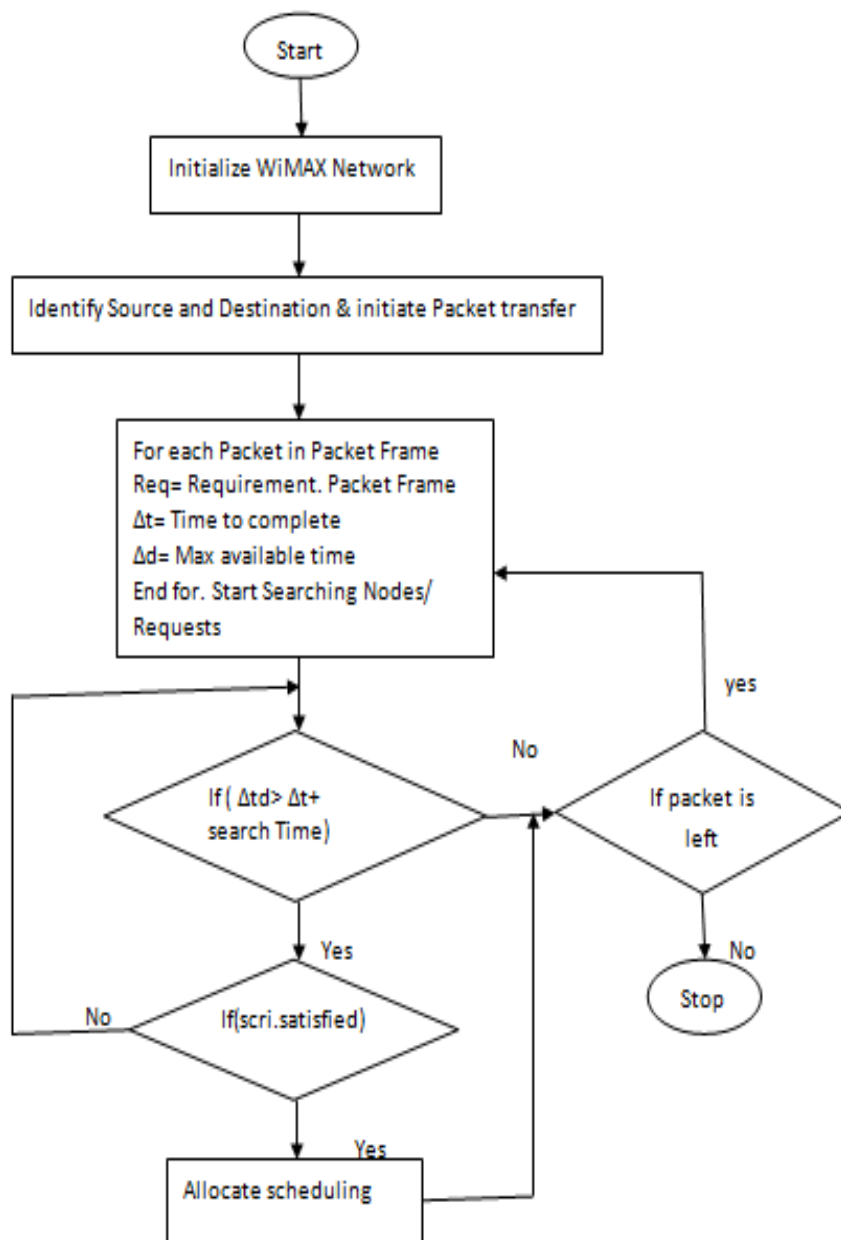 Start
Initialize WiMAX Network
Identify Source and Destination & initiate Packet transfer
For each Packet in Packet Frame
Req= Requirement. Packet Frame
Δt= Time to complete
Δd= Max available time
End for. Start Searching Nodes/
Requests
yes
No
If ( Δtd> Δt+
search Time)
If packet is
left
Yes
No
No
If(scri.satisfied)
Stop
Yes
Allocate scheduling